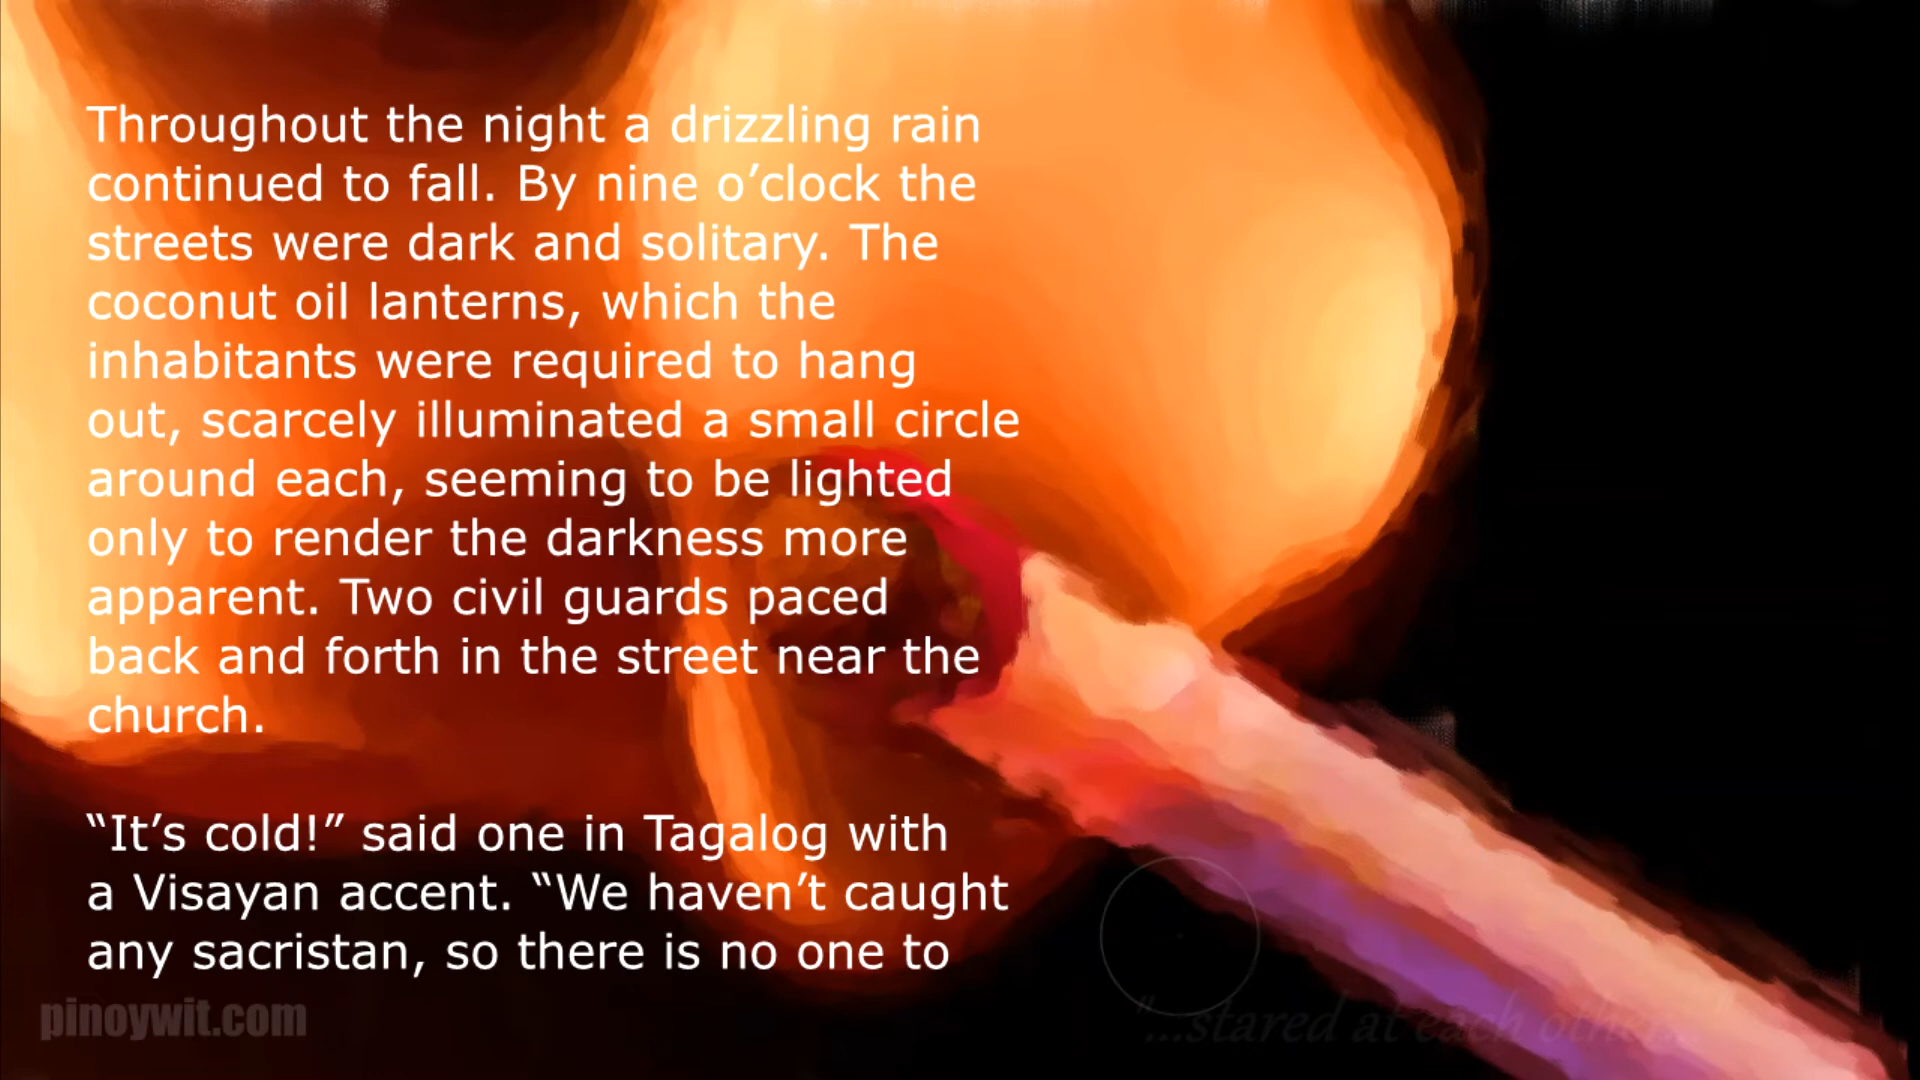 Throughout the night a drizzling rain
continued to fall. By nine o’clock the
streets were dark and solitary. The
coconut oil lanterns, which the
inhabitants were required to hang
out, scarcely illuminated a small circle
around each, seeming to be lighted
only to render the darkness more
apparent. Two civil guards paced
back and forth in the street near the
church.
“It’s cold!” said one in Tagalog with
a Visayan accent. “We haven’t caught
any sacristan, so there is no one to
pinoywit.com
"...stared at each other..."